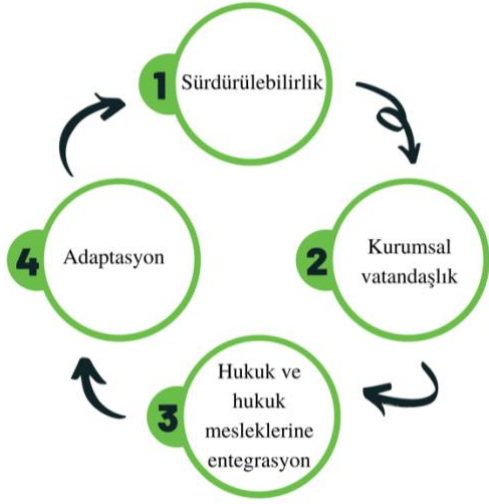 1
Sürdürülebilirlik
2
Kurumsal
vatandaşlık
3
Hukuk ve
hukuk
mesleklerine
entegrasyon
4
Adaptasyon